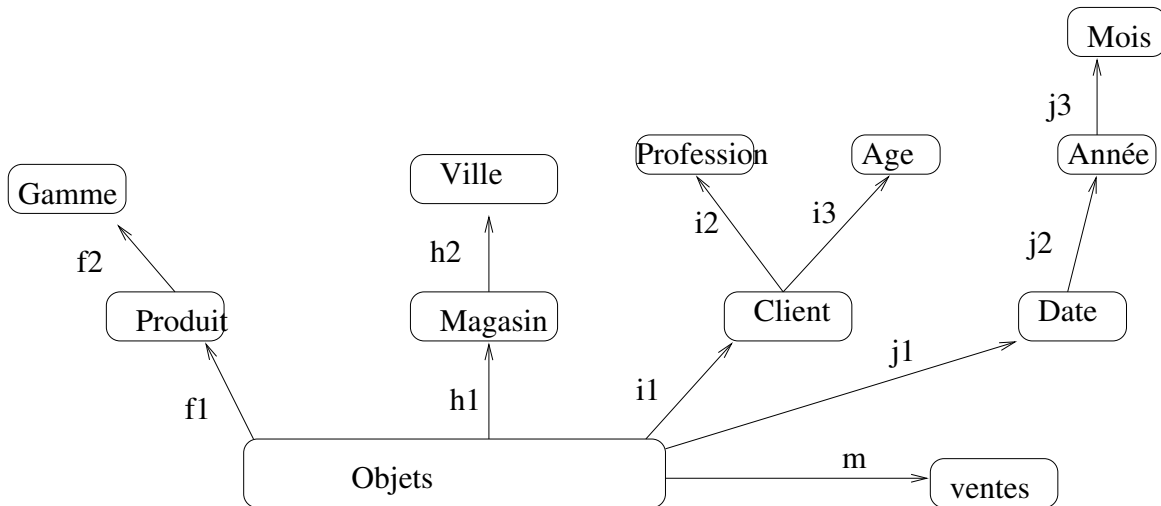 Mois
j3
Profession
Age
Année
Ville
Gamme
i2
i3
j2
f2
h2
Produit
Magasin
Client
Date
j1
f1
h1
i1
m
Objets
ventes